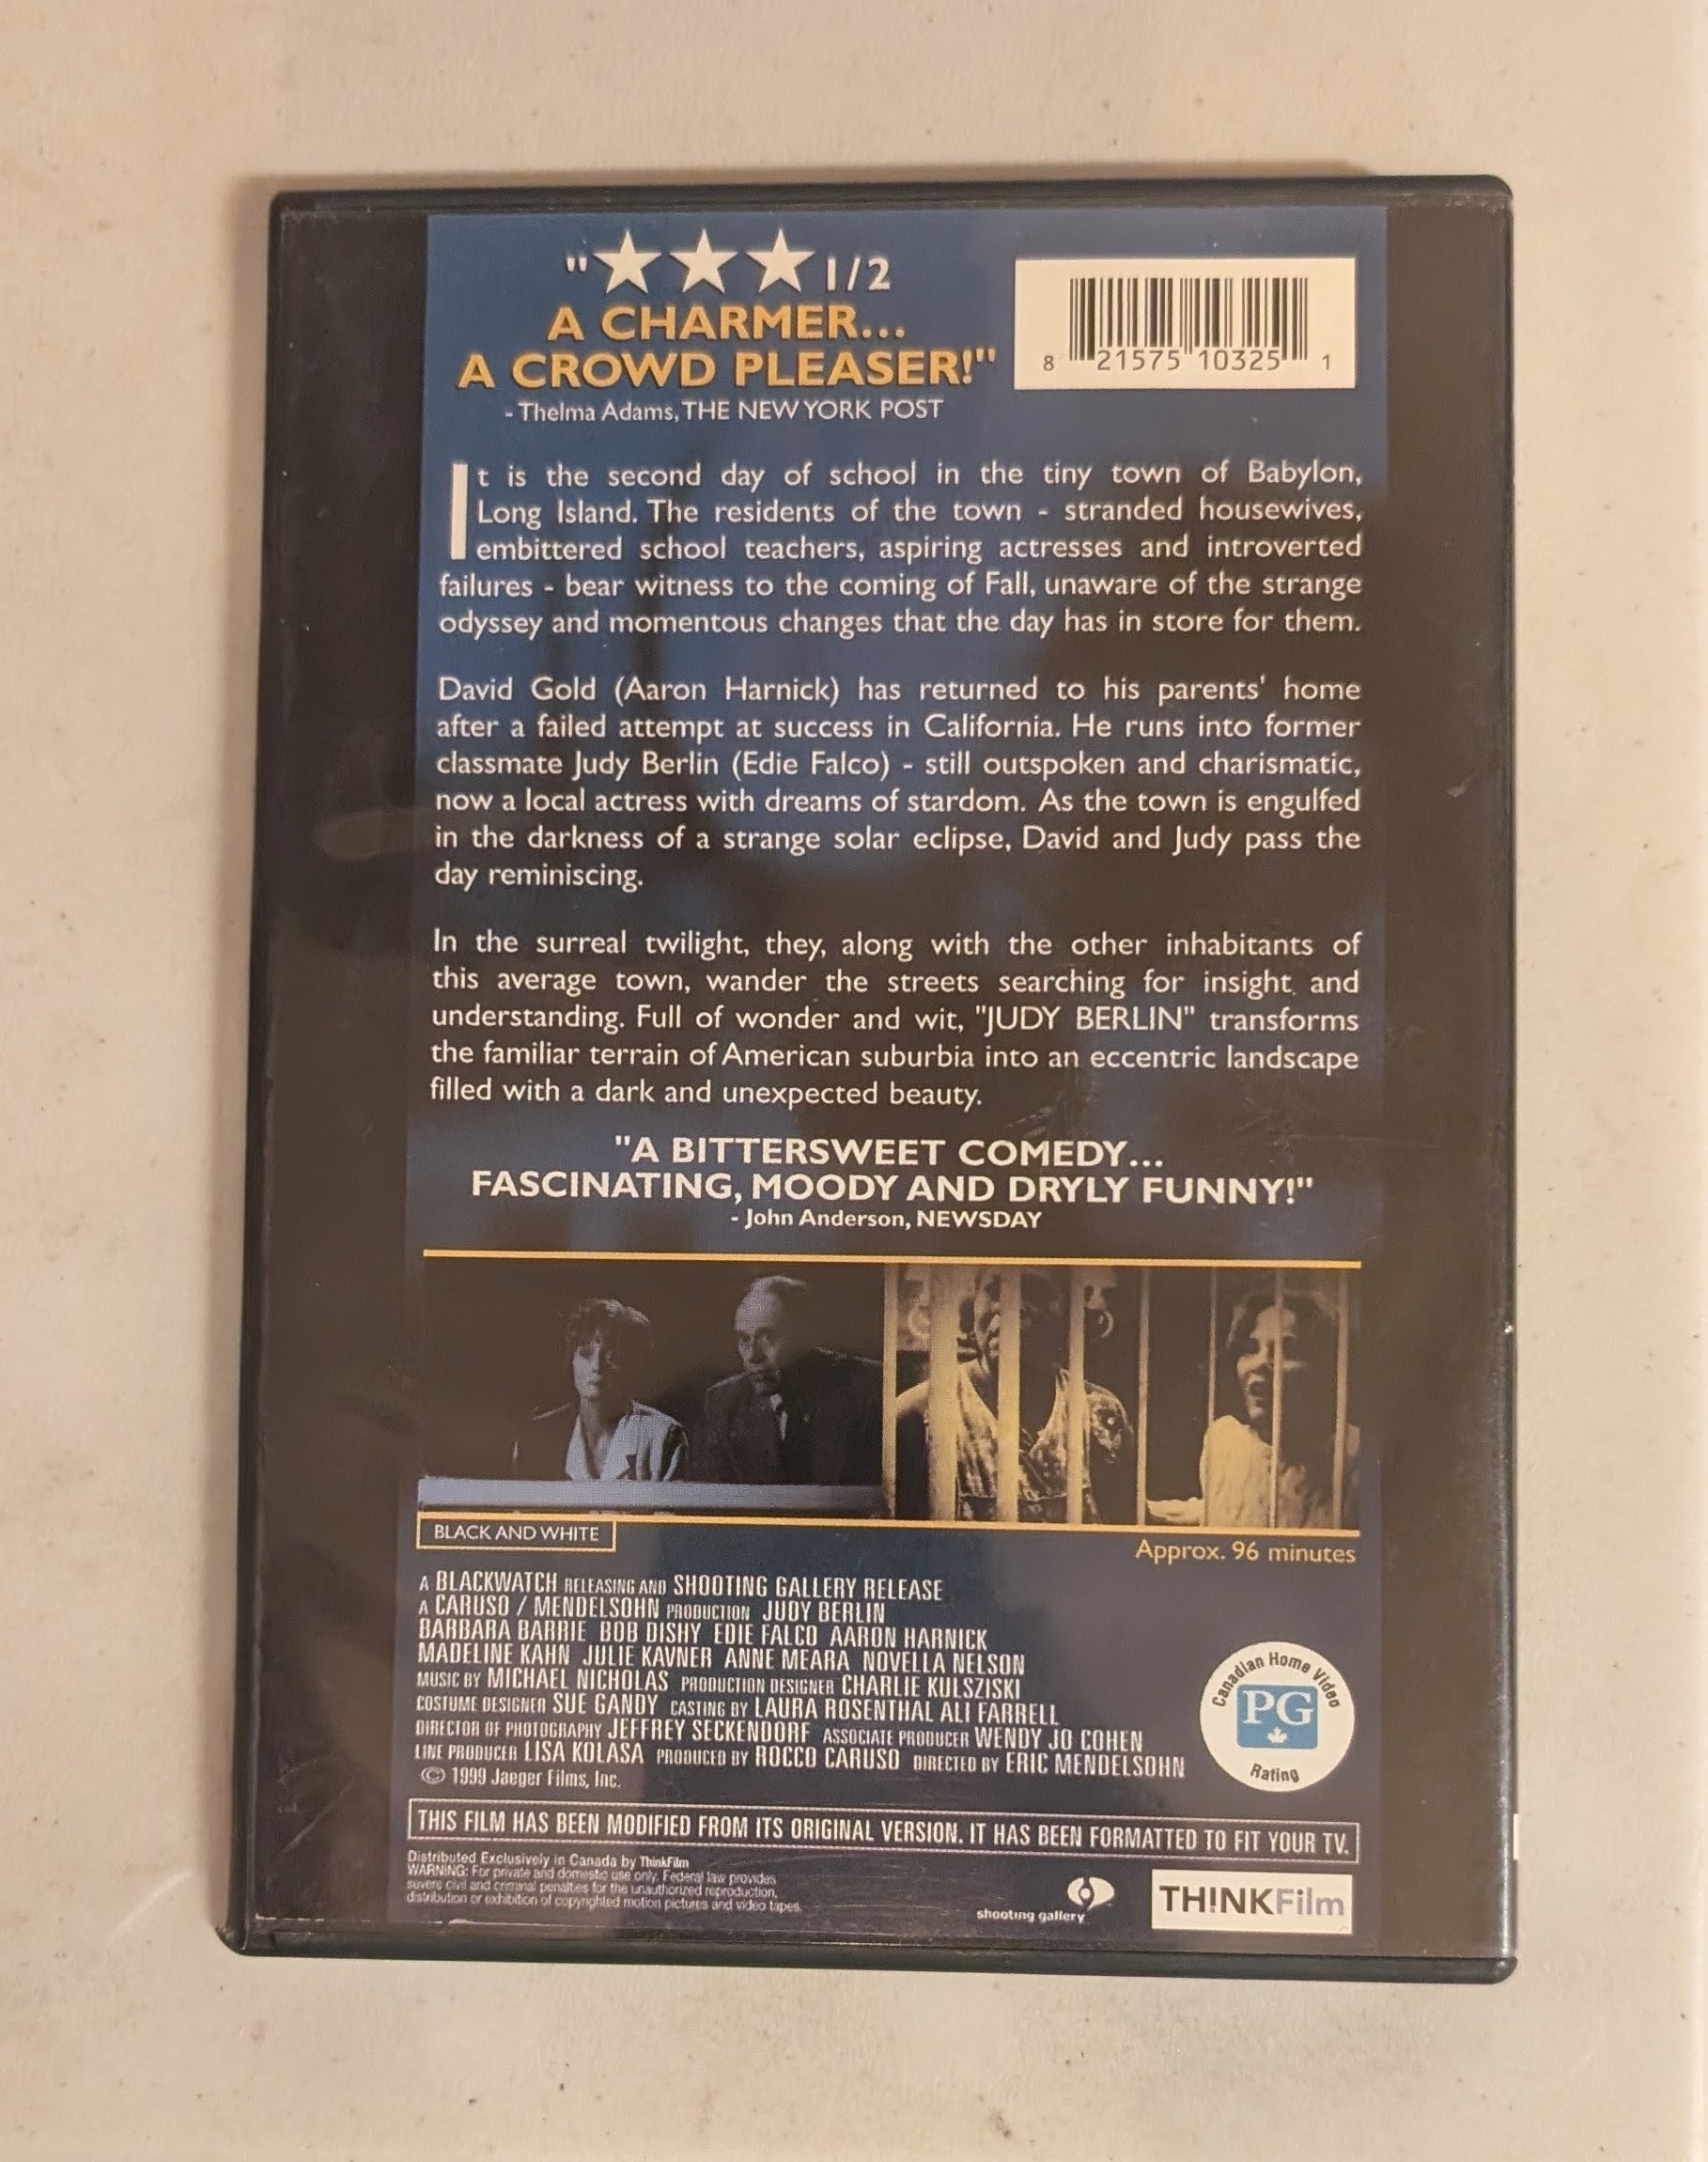 "★★★ 1/2
A CHARMER...
A CROWD PLEASER!"
- Thelma Adams, THE NEW YORK POST
8 21575 10325 1
It is the second day of school in the tiny town of Babylon,
Long Island. The residents of the town - stranded housewives,
embittered school teachers, aspiring actresses and introverted
failures - bear witness to the coming of Fall, unaware of the strange
odyssey and momentous changes that the day has in store for them.
David Gold (Aaron Harnick) has returned to his parents' home
after a failed attempt at success in California. He runs into former
classmate Judy Berlin (Edie Falco) - still outspoken and charismatic,
now a local actress with dreams of stardom. As the town is engulfed
in the darkness of a strange solar eclipse, David and Judy pass the
day reminiscing.
In the surreal twilight, they, along with the other inhabitants of
this average town, wander the streets searching for insight and
understanding. Full of wonder and wit, "JUDY BERLIN" transforms
the familiar terrain of American suburbia into an eccentric landscape
filled with a dark and unexpected beauty.
"A BITTERSWEET COMEDY...
FASCINATING, MOODY AND DRYLY FUNNY!"
- John Anderson, NEWSDAY
BLACK AND WHITE
Approx. 96 minutes
A BLACKWATCH RELEASING AND SHOOTING GALLERY RELEASE
A CARUSO / MENDELSOHN PRODUCTION JUDY BERLIN
BARBARA BARRIE BOB DISHY EDIE FALCO AARON HARNICK
MADELINE KAHN JULIE KAVNER ANNE MEARA NOVELLA NELSON
MUSIC BY MICHAEL NICHOLAS PRODUCTION DESIGNER CHARLIE KULSZISKI
COSTUME DESIGNER SUE GANDY CASTING BY LAURA ROSENTHAL ALI FARRELL
DIRECTOR OF PHOTOGRAPHY JEFFREY SECKENDORF ASSOCIATE PRODUCER WENDY JO COHEN
LINE PRODUCER LISA KOLASA PRODUCED BY ROCCO CARUSO DIRECTED BY ERIC MENDELSOHN
© 1999 Jaeger Films, Inc.
Canadian Home Video
PG
Rating
THIS FILM HAS BEEN MODIFIED FROM ITS ORIGINAL VERSION. IT HAS BEEN FORMATTED TO FIT YOUR TV.
Distributed Exclusively in Canada by ThinkFilm
WARNING: For private and domestic use only. Federal law provides
severe civil and criminal penalties for the unauthorized reproduction,
distribution or exhibition of copyrighted motion pictures and video tapes.
shooting gallery
TH!NKFilm